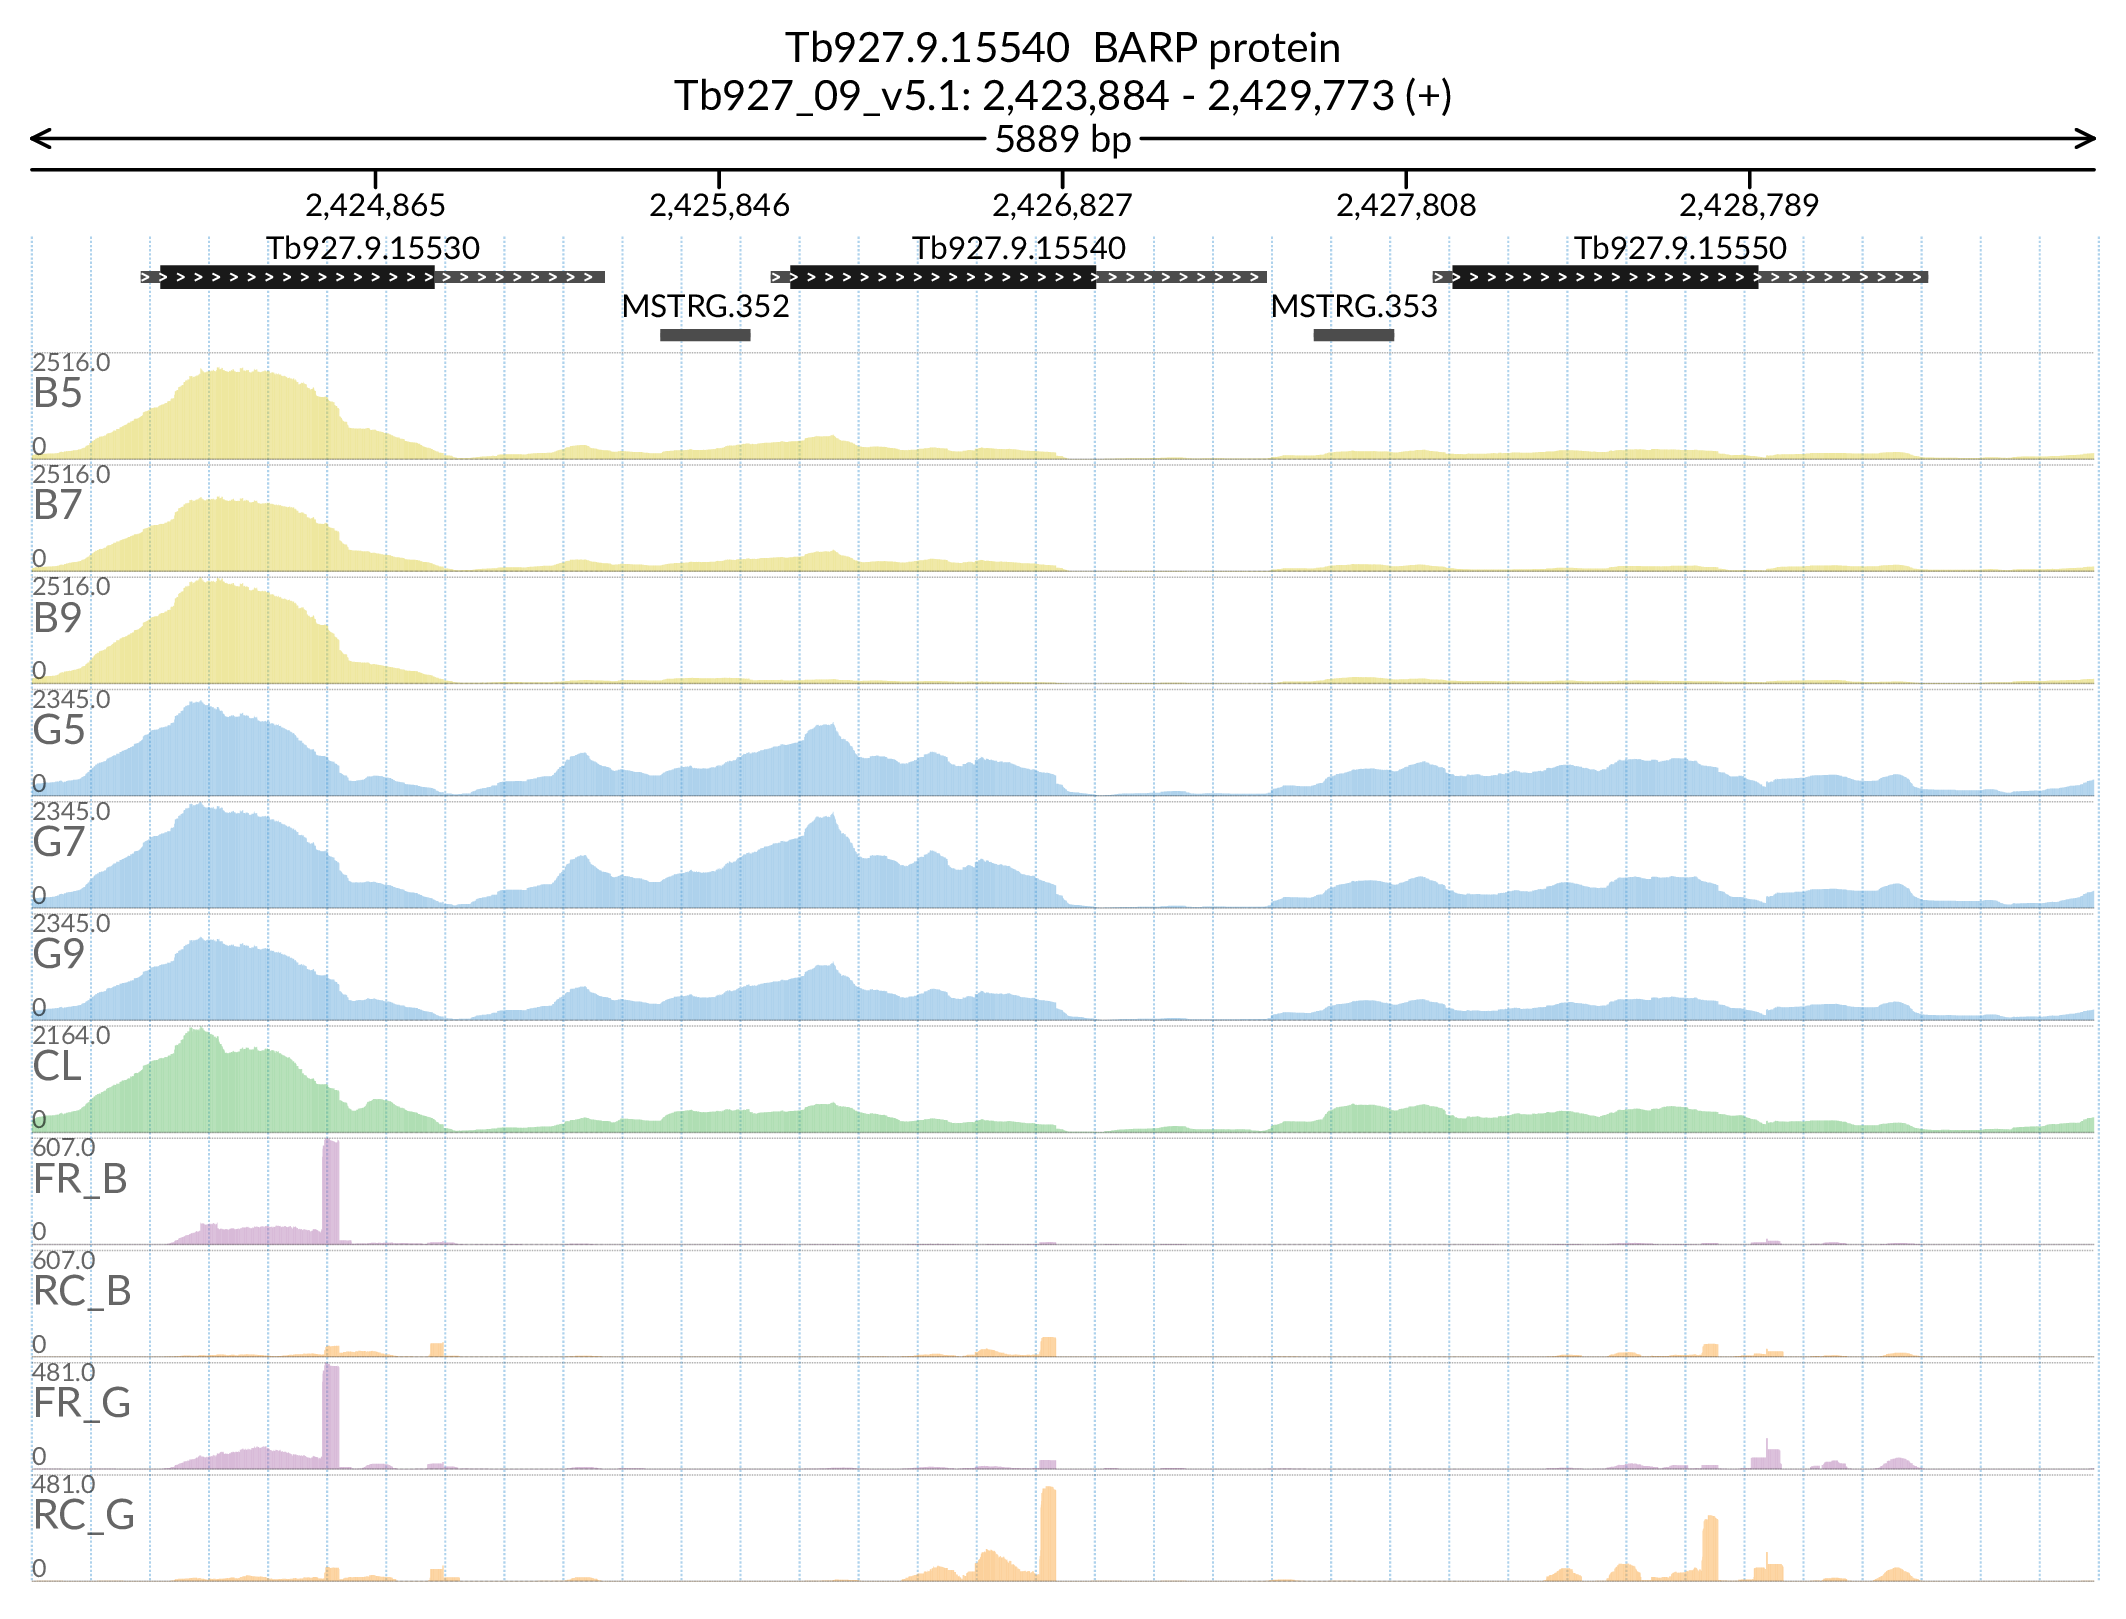 Tb927.9.15540  BARP protein
Tb927_09_v5.1: 2,423,884 - 2,429,773 (+)
5889 bp
2,424,865 2,425,846 2,426,827 2,427,808 2,428,789
Tb927.9.15530 Tb927.9.15540 Tb927.9.15550
MSTRG.352 MSTRG.353
2516.0
B5
0
2516.0
B7
0
2516.0
B9
0
2345.0
G5
0
2345.0
G7
0
2345.0
G9
0
2164.0
CL
0
607.0
FR_B
0
607.0
RC_B
0
481.0
FR_G
0
481.0
RC_G
0